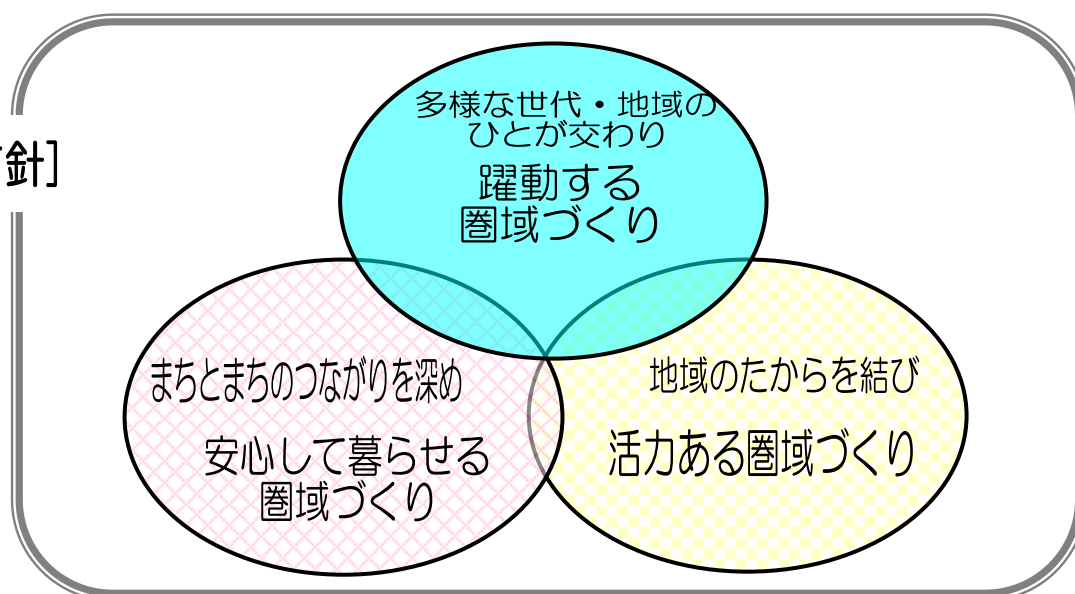 針]
多様な世代・地域の
ひとが交わり
躍動する
圏域づくり
まちとまちのつながりを深め
安心して暮らせる
圏域づくり
地域のたからを結び
活力ある圏域づくり